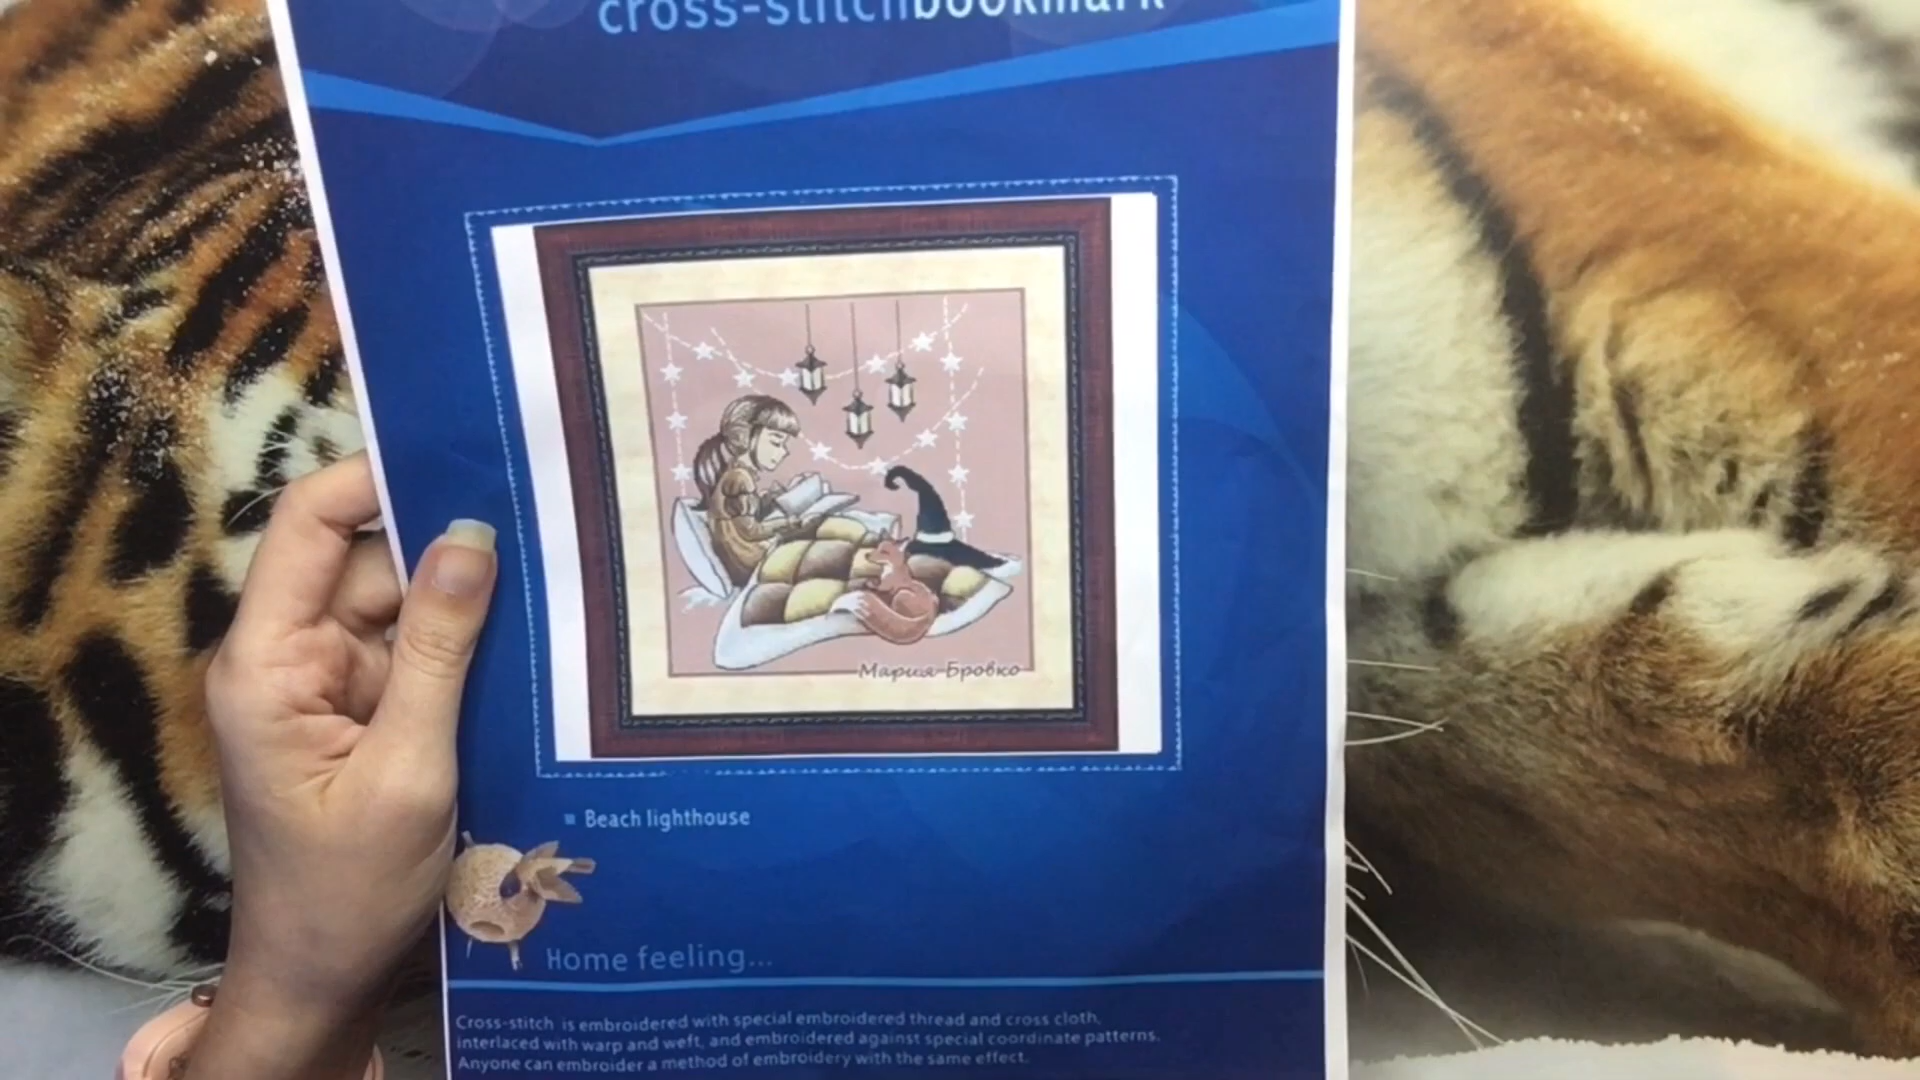 cross-stitchbookmark
Мария Бровко
Beach lighthouse
Home feeling...
Cross-stitch is embroidered with special embroidered thread and cross cloth,
interlaced with warp and weft, and embroidered against special coordinate patterns.
Anyone can embroider a method of embroidery with the same effect.